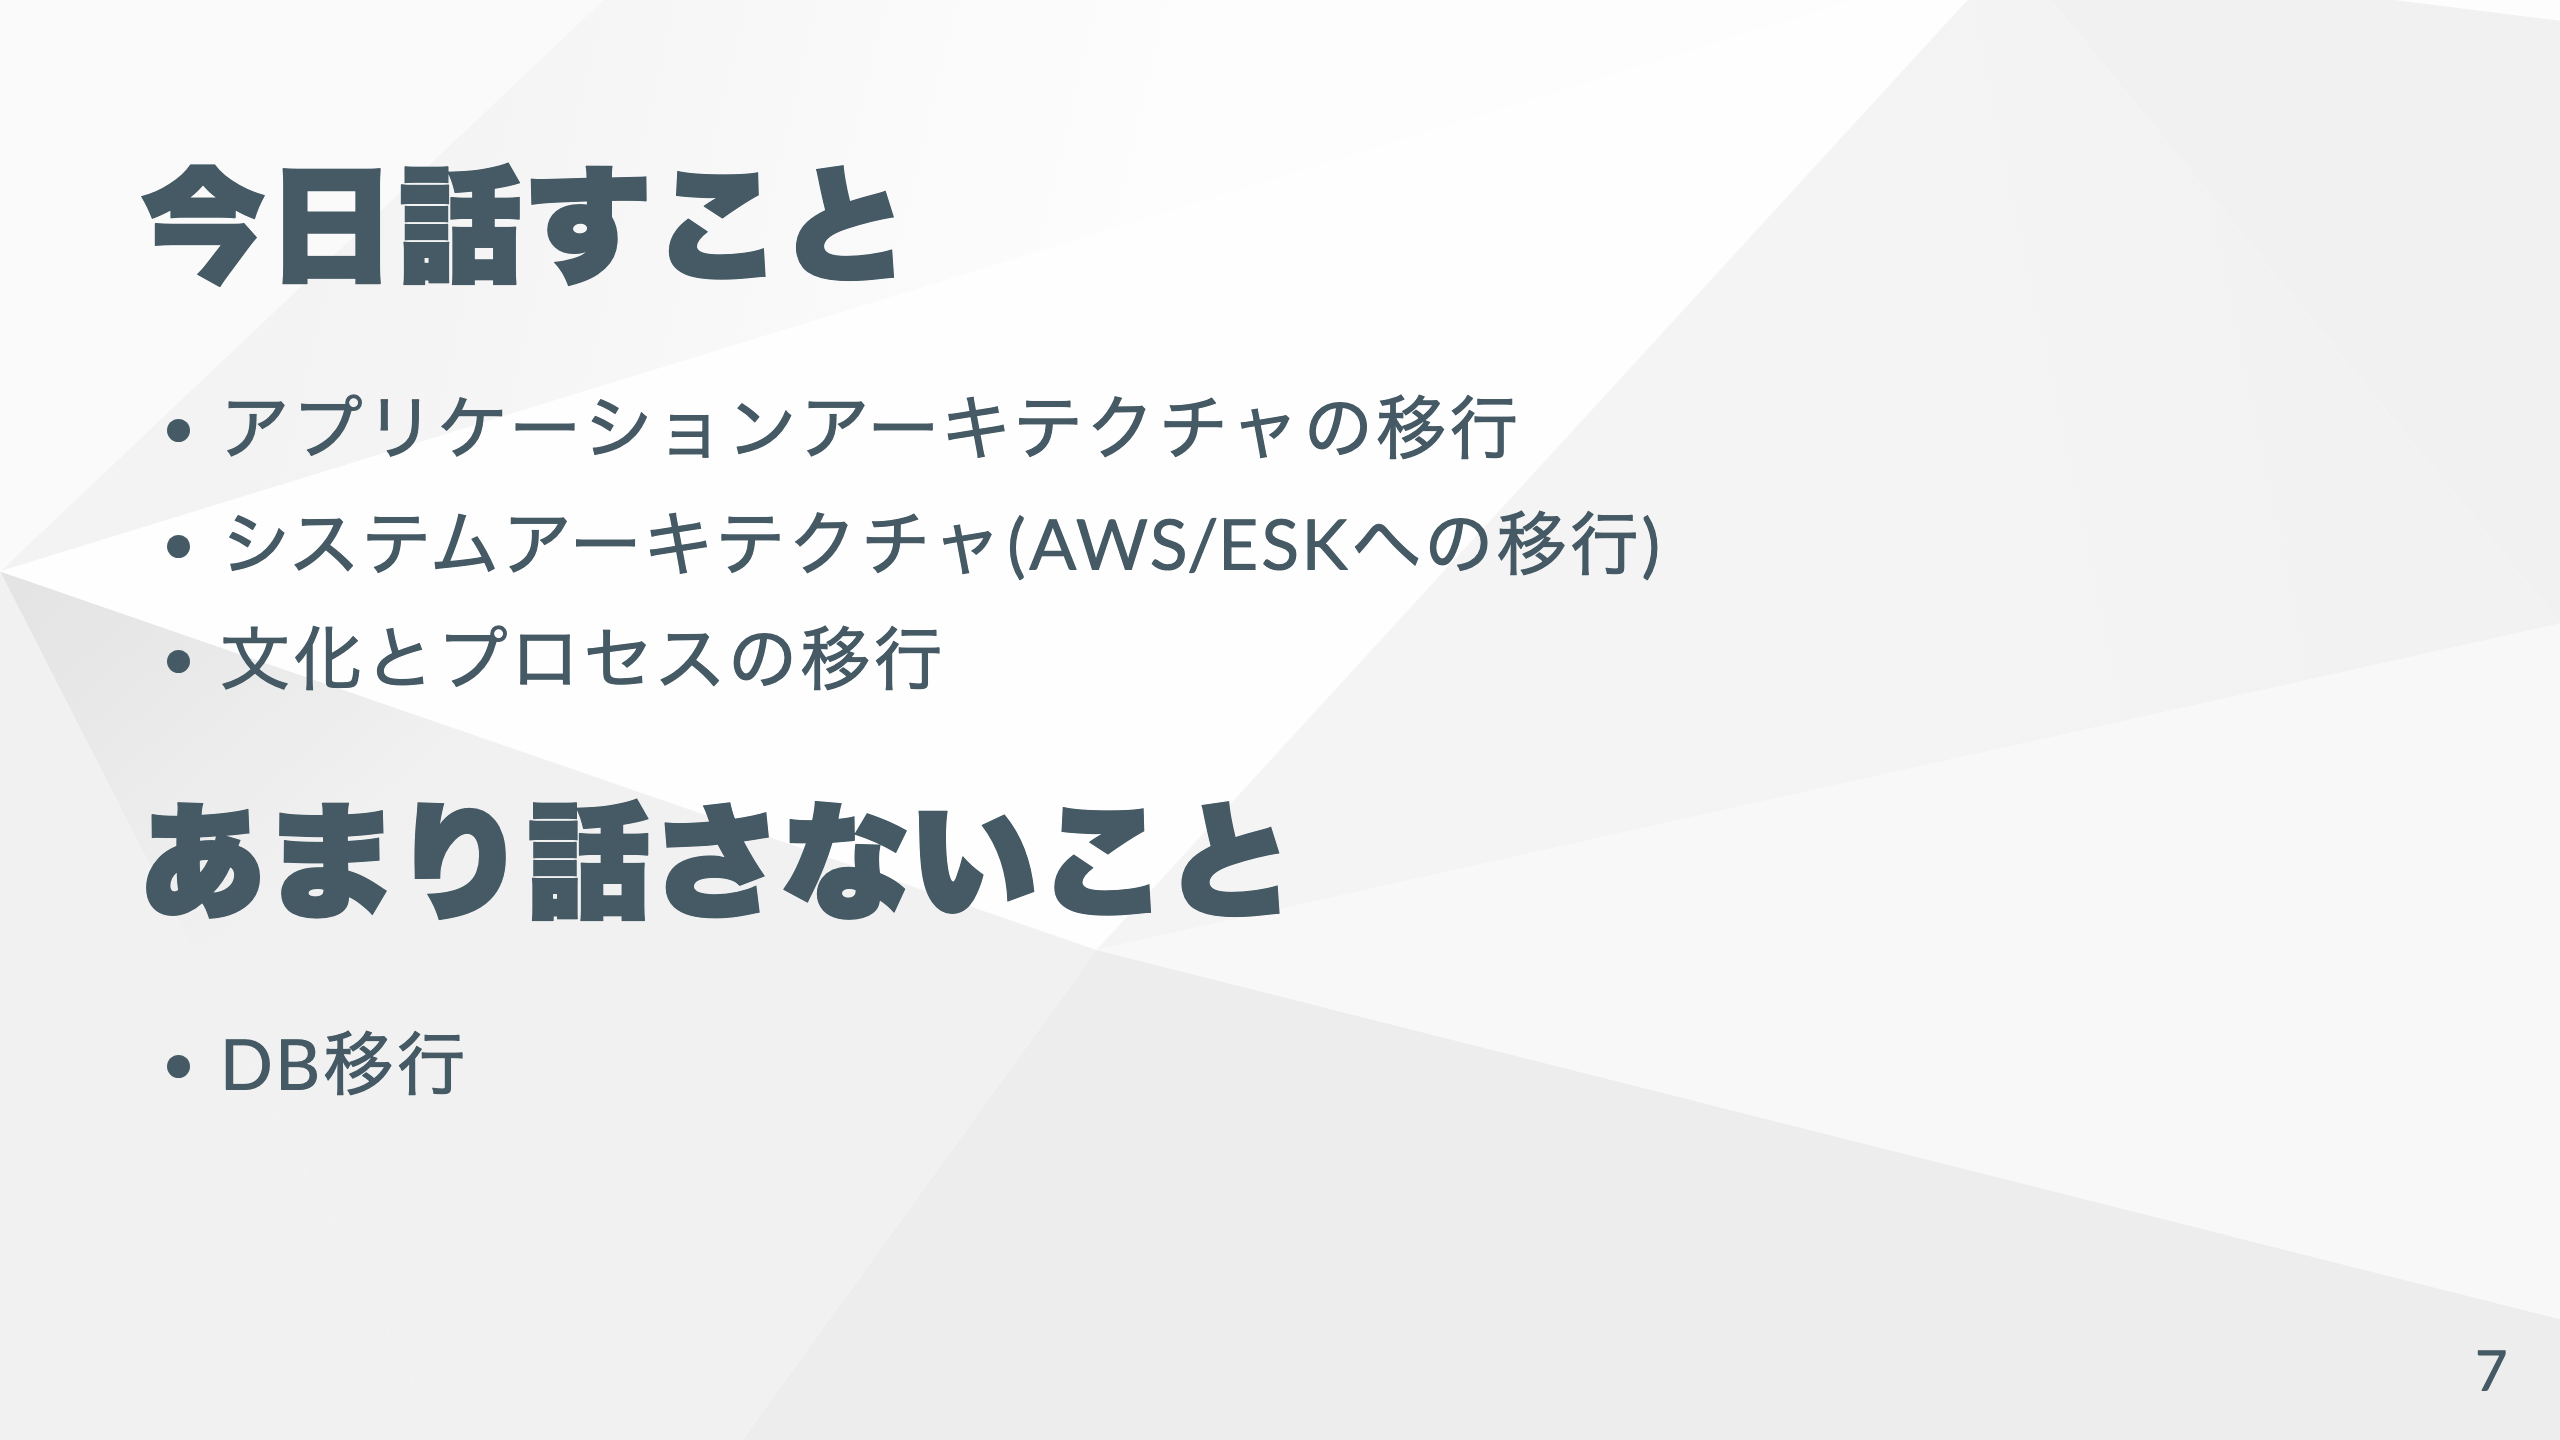 今日話すこと
• アプリケーションアーキテクチャの移行
• システムアーキテクチャ(AWS/ESKへの移行)
• 文化とプロセスの移行
あまり話さないこと
• DB移行
7